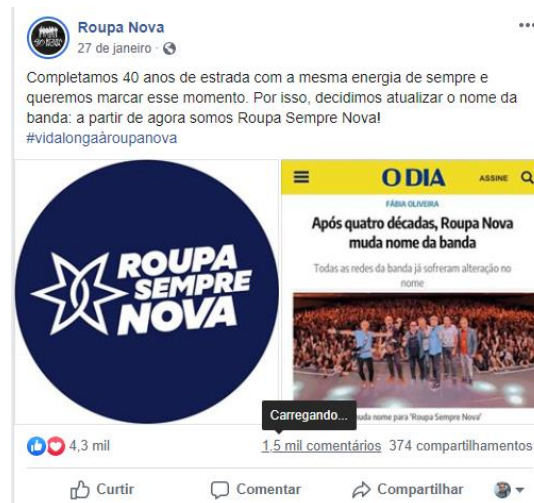 Roupa Nova
27 de janeiro ·
Completamos 40 anos de estrada com a mesma energia de sempre e
queremos marcar esse momento. Por isso, decidimos atualizar o nome da
banda: a partir de agora somos Roupa Sempre Nova!
#vidalongaàroupanova
ROUPA
SEMPRE
NOVA
O DIA
ASSINE
FÁBIA OLIVEIRA
Após quatro décadas, Roupa Nova
muda nome da banda
Todas as redes da banda já sofreram alteração no
nome
muda nome para 'Roupa Sempre Nova'
Carregando...
4,3 mil
1,5 mil comentários 374 compartilhamentos
Curtir Comentar Compartilhar